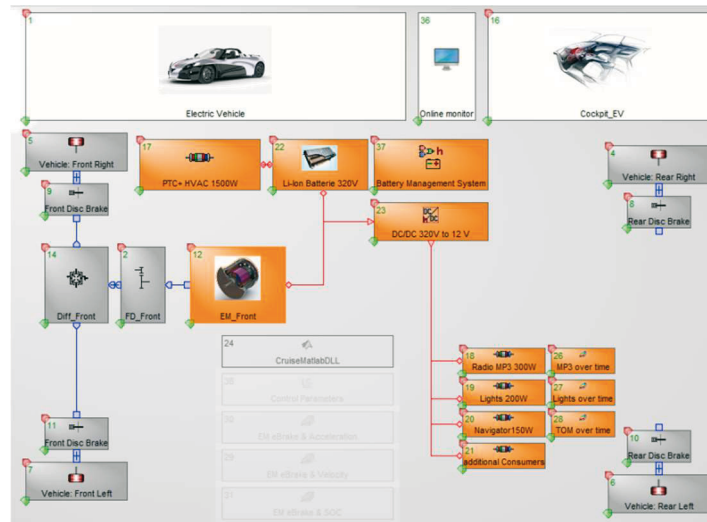 1
Electric Vehicle
36
Online monitor
16
Cockpit_EV
5
Vehicle: Front Right
17
PTC+ HVAC 1500W
22
Li-Ion Batterie 320V
37
Battery Management System
4
Vehicle: Rear Right
9
Front Disc Brake
8
Rear Disc Brake
23
DC/DC
DC/DC 320V to 12 V
14
Diff_Front
2
FD_Front
12
EM_Front
24
CruiseMatlabDLL
Control Parameters
EM eBrake & Acceleration
EM eBrake & Velocity
EM eBrake & SOC
18
Radio MP3 300W
26
MP3 over time
19
Lights 200W
27
Lights over time
20
Navigator150W
28
TOM over time
21
additional Consumers
11
Front Disc Brake
10
Rear Disc Brake
7
Vehicle: Front Left
6
Vehicle: Rear Left